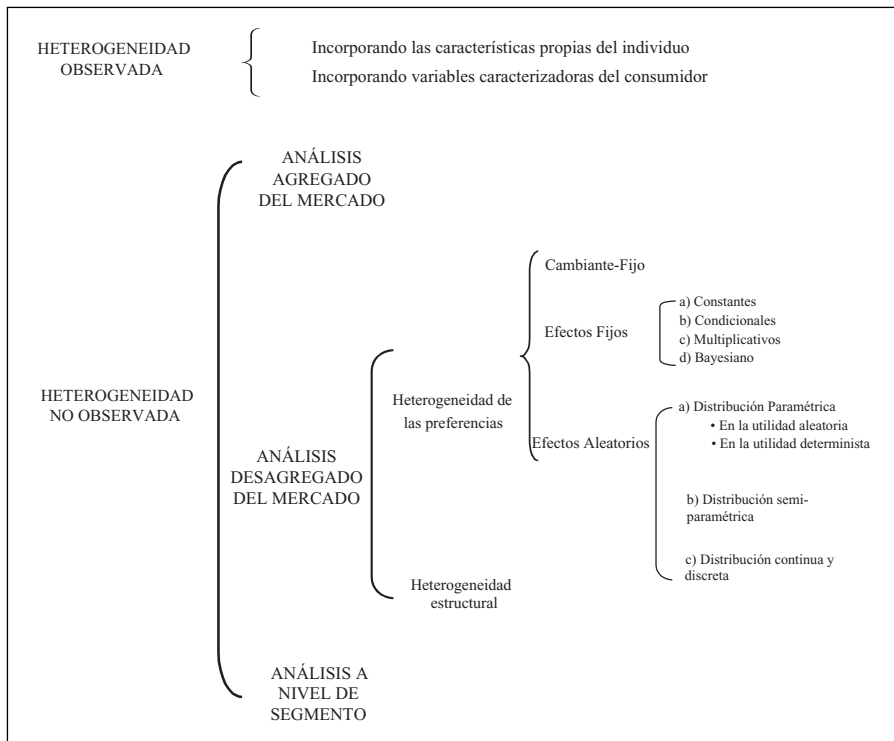 HETEROGENEIDAD
OBSERVADA
Incorporando las características propias del individuo
Incorporando variables caracterizadoras del consumidor
HETEROGENEIDAD
NO OBSERVADA
ANÁLISIS
AGREGADO
DEL MERCADO
ANÁLISIS
DESAGREGADO
DEL MERCADO
Heterogeneidad de
las preferencias
Cambiante-Fijo
Efectos Fijos
a) Constantes
b) Condicionales
c) Multiplicativos
d) Bayesiano
Efectos Aleatorios
a) Distribución Paramétrica
• En la utilidad aleatoria
• En la utilidad determinista
b) Distribución semi-
paramétrica
c) Distribución continua y
discreta
Heterogeneidad
estructural
ANÁLISIS A
NIVEL DE
SEGMENTO